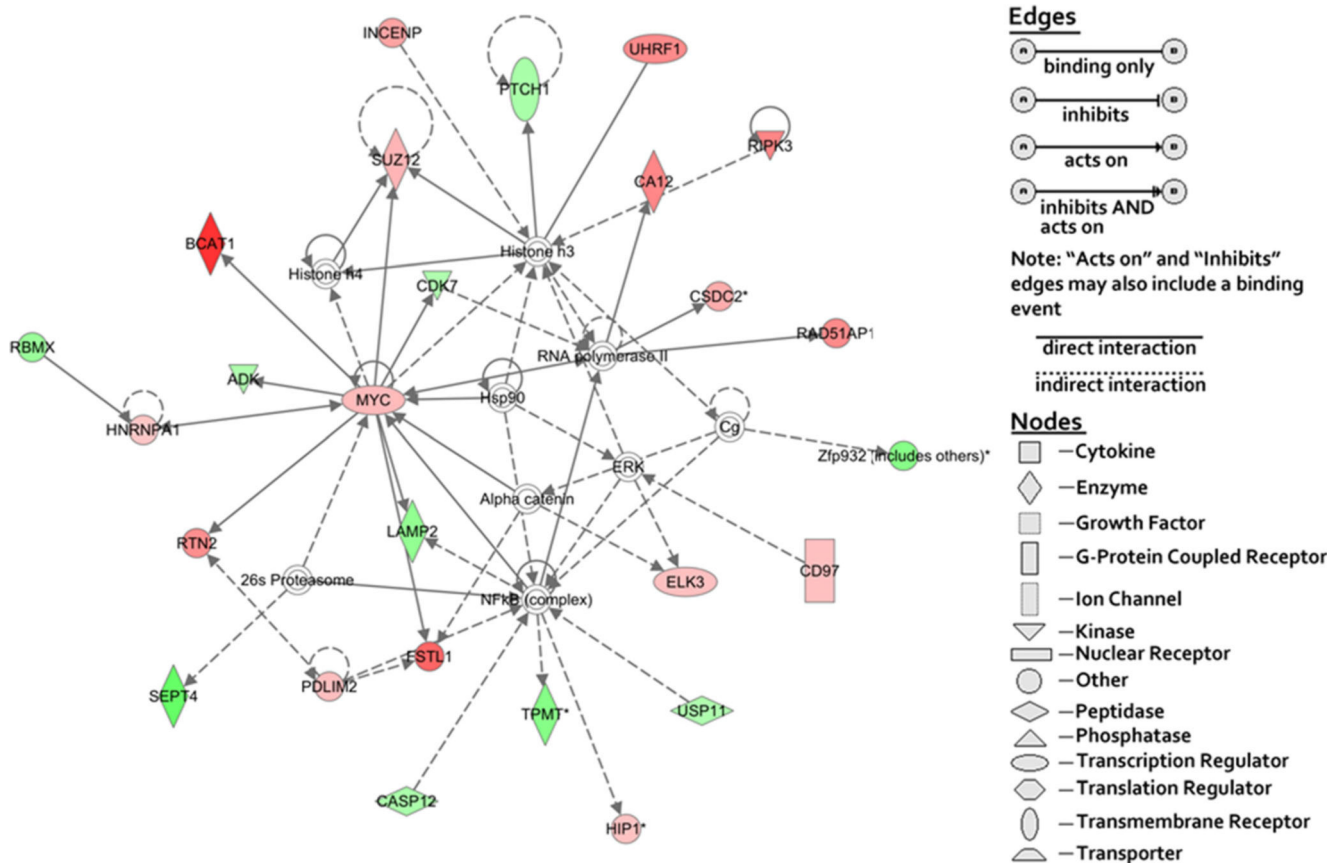 INCENP
UHRF1
PTCH1
RIPK3
SUZ12
CA12
BCAT1
Histone h3
Histone h4
CDK7
CSDC2*
RBMX
RAD51AP1
RNA polymerase II
ADK
MYC
Hsp90
HNRNPA1
Cg
Zfp932 (includes others)*
ERK
Alpha catenin
LAMP2
RTN2
26s Proteasome
ELK3
CD97
NFkB (complex)
FSTL1
SEPT4
PDLIM2
TPMT*
USP11
CASP12
HIP1*
Edges
A B
binding only
A B
inhibits
A B
acts on
A B
inhibits AND
acts on
Note: "Acts on" and "Inhibits"
edges may also include a binding
event
direct interaction
indirect interaction
Nodes
—Cytokine
—Enzyme
—Growth Factor
—G-Protein Coupled Receptor
—Ion Channel
—Kinase
—Nuclear Receptor
—Other
—Peptidase
—Phosphatase
—Transcription Regulator
—Translation Regulator
—Transmembrane Receptor
—Transporter